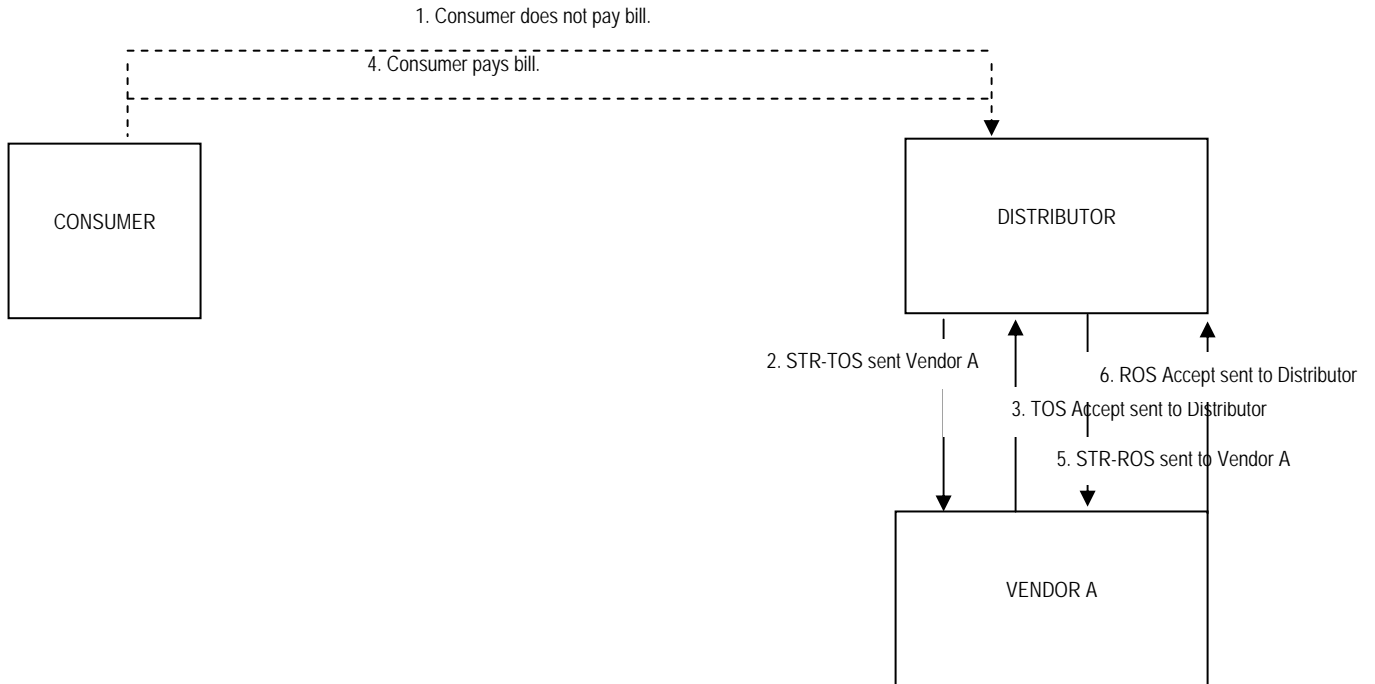 1. Consumer does not pay bill.
4. Consumer pays bill.
CONSUMER
DISTRIBUTOR
2. STR-TOS sent Vendor A
6. ROS Accept sent to Distributor
3. TOS Accept sent to Distributor
5. STR-ROS sent to Vendor A
VENDOR A